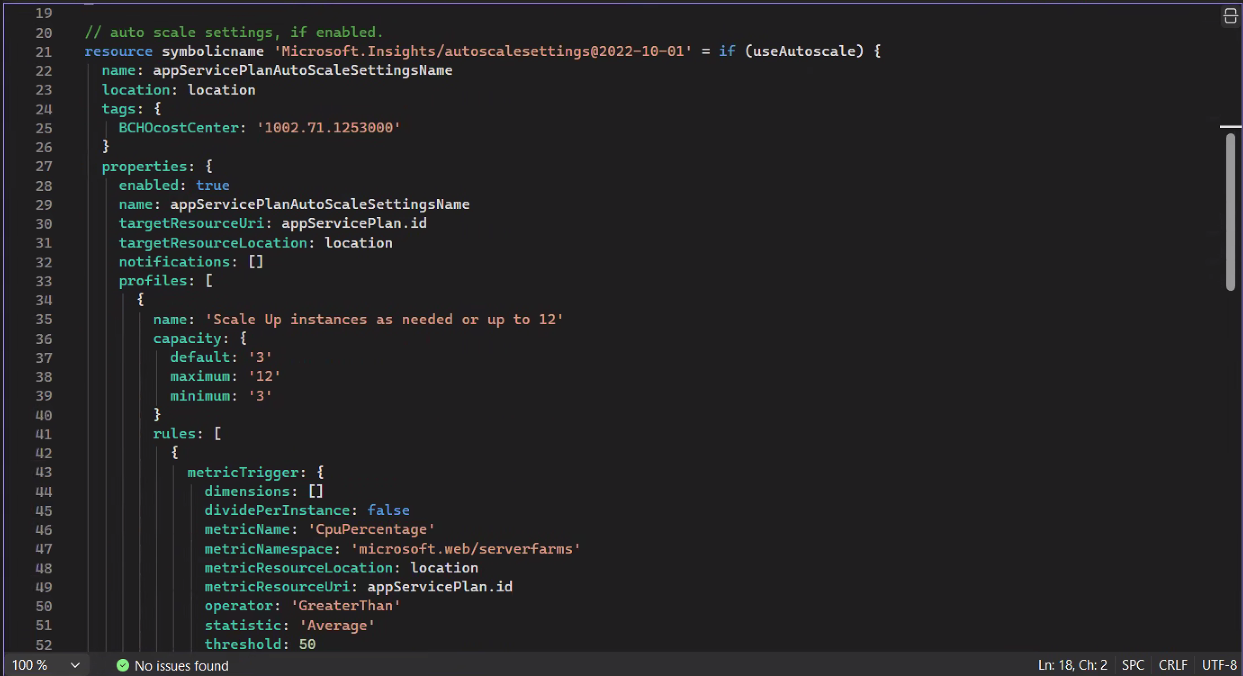 19
20 // auto scale settings, if enabled.
21 resource symbolicname 'Microsoft.Insights/autoscalesettings@2022-10-01' = if (useAutoscale) {
22 name: appServicePlanAutoScaleSettingsName
23 location: location
24 tags: {
25 BCHOcostCenter: '1002.71.1253000'
26 }
27 properties: {
28 enabled: true
29 name: appServicePlanAutoScaleSettingsName
30 targetResourceUri: appServicePlan.id
31 targetResourceLocation: location
32 notifications: []
33 profiles: [
34 {
35 name: 'Scale Up instances as needed or up to 12'
36 capacity: {
37 default: '3'
38 maximum: '12'
39 minimum: '3'
40 }
41 rules: [
42 {
43 metricTrigger: {
44 dimensions: []
45 dividePerInstance: false
46 metricName: 'CpuPercentage'
47 metricNamespace: 'microsoft.web/serverfarms'
48 metricResourceLocation: location
49 metricResourceUri: appServicePlan.id
50 operator: 'GreaterThan'
51 statistic: 'Average'
52 threshold: 50
100 % No issues found Ln: 18, Ch: 2 SPC CRLF UTF-8